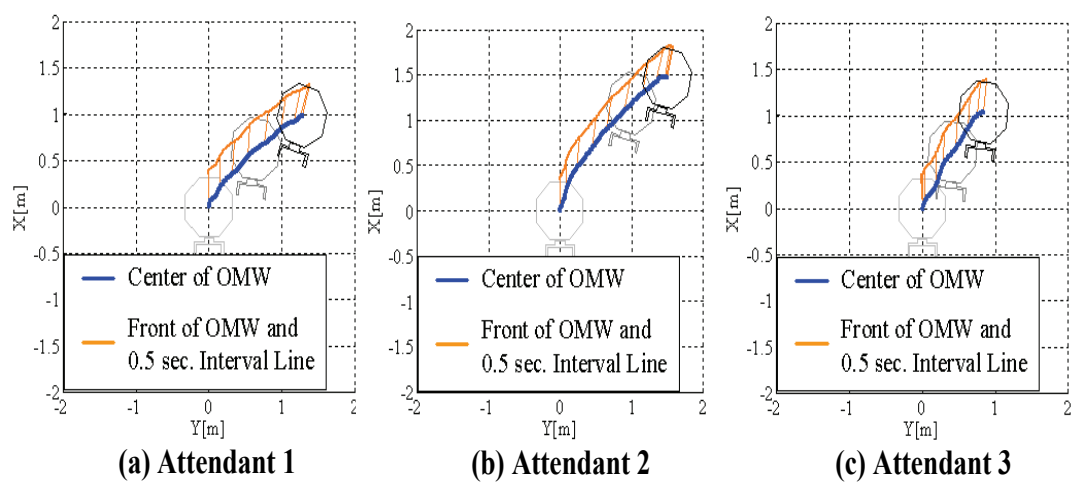 2
1.5
1
0.5
0
-0.5
-1
-1.5
-2
X[m]
-2 -1 0 1 2
Y[m]
Center of OMW
Front of OMW and
0.5 sec. Interval Line
(a) Attendant 1
2
1.5
1
0.5
0
-0.5
-1
-1.5
-2
X[m]
-2 -1 0 1 2
Y[m]
Center of OMW
Front of OMW and
0.5 sec. Interval Line
(b) Attendant 2
2
1.5
1
0.5
0
-0.5
-1
-1.5
-2
X[m]
-2 -1 0 1 2
Y[m]
Center of OMW
Front of OMW and
0.5 sec. Interval Line
(c) Attendant 3